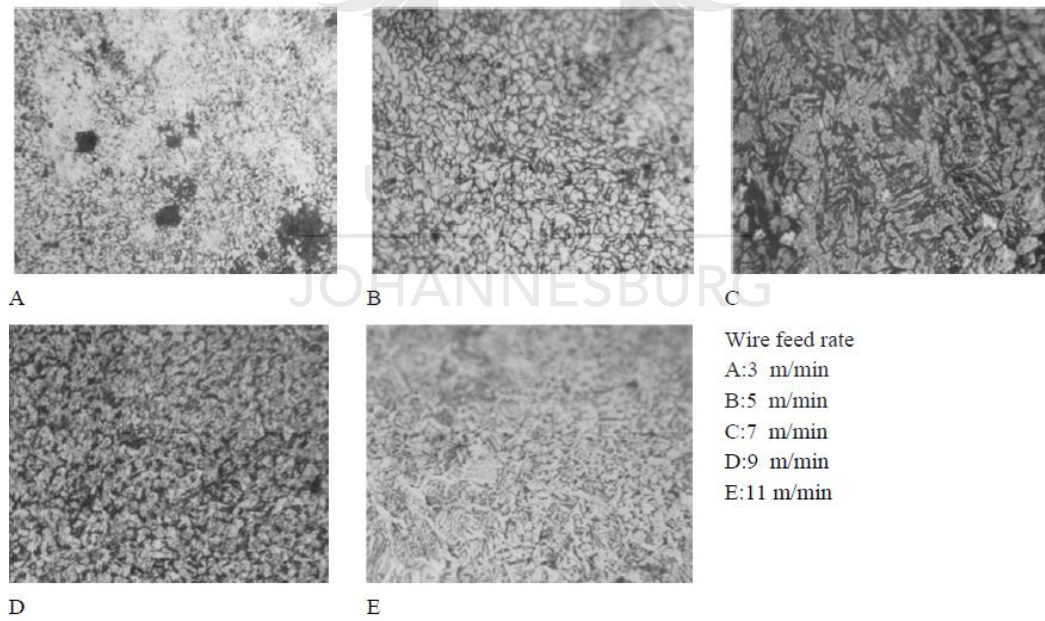 A
B
C
JOHANNESBURG
D
E
Wire feed rate
A:3 m/min
B:5 m/min
C:7 m/min
D:9 m/min
E:11 m/min